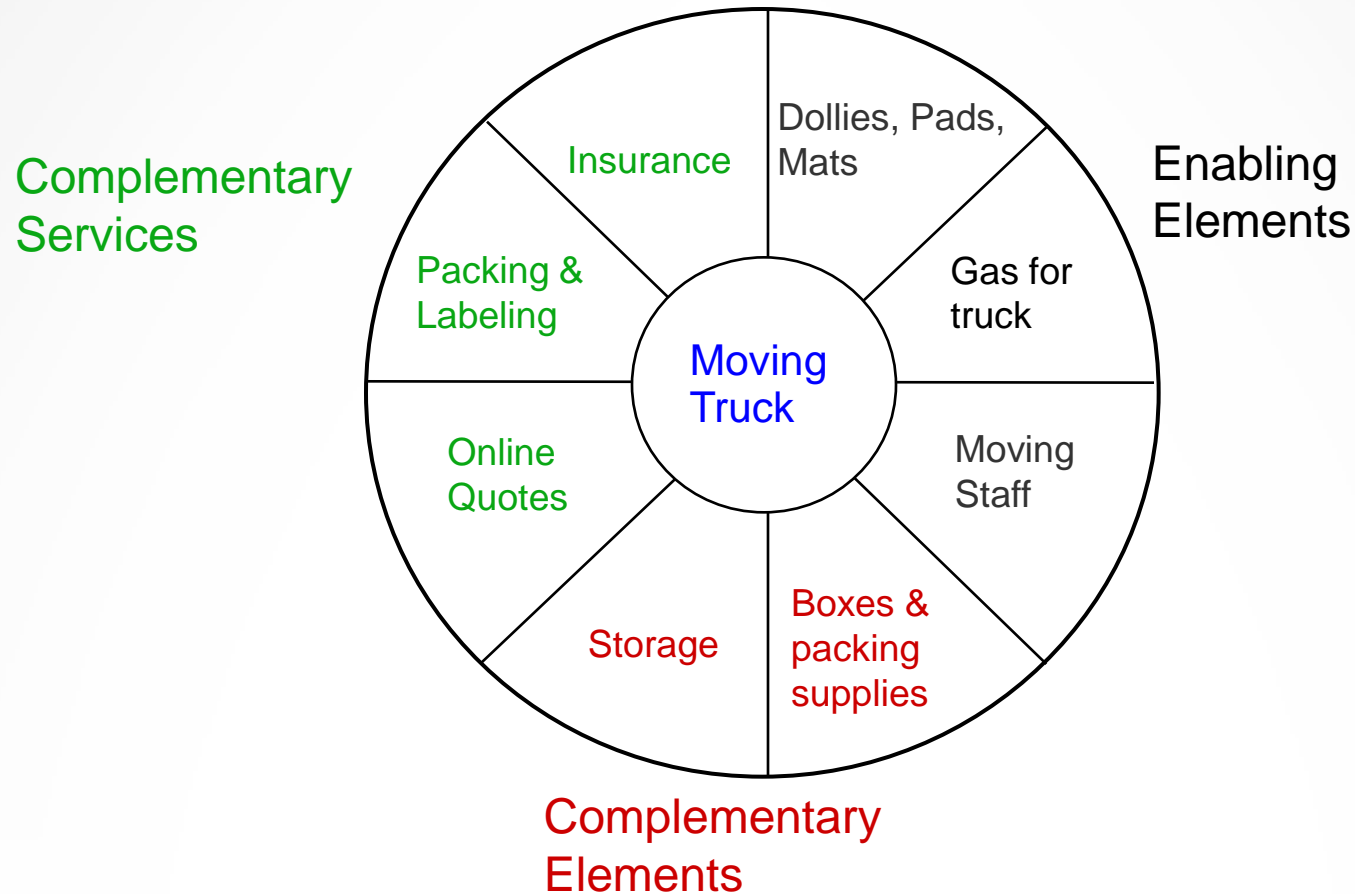 Complementary
Services
Insurance
Dollies, Pads,
Mats
Enabling
Elements
Packing &
Labeling
Gas for
truck
Moving
Truck
Online
Quotes
Moving
Staff
Storage
Boxes &
packing
supplies
Complementary
Elements